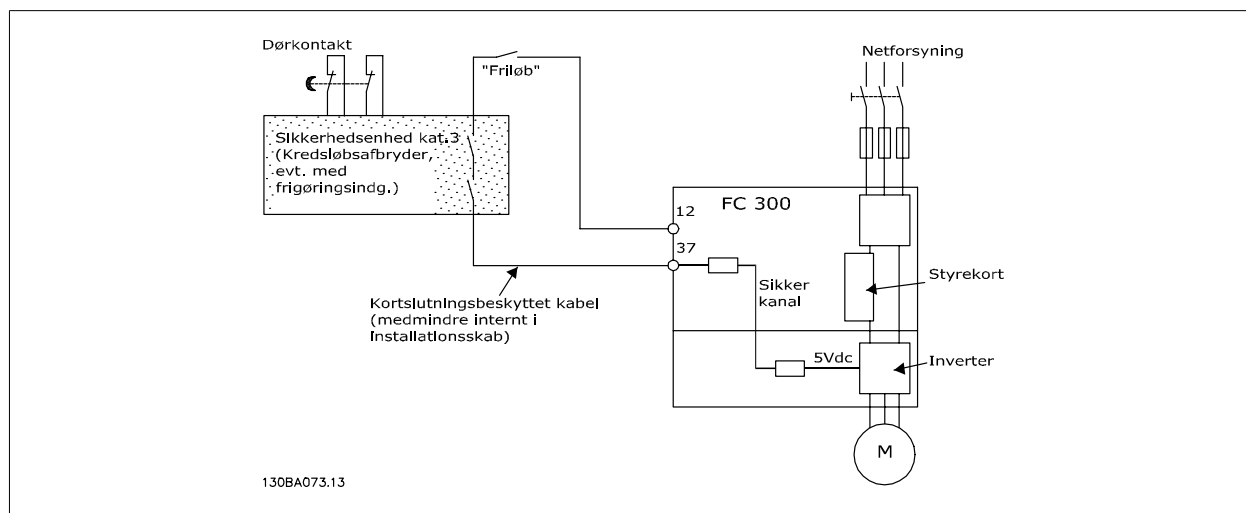 Dørkontakt
"Friløb"
Netforsyning
Sikkerhedsenhed kat.3
(Kredsløbsafbryder,
evt. med
frigøringsindg.)
12
FC 300
37
Sikker
kanal
Styrekort
Kortslutningsbeskyttet kabel
(medmindre internt i
installationsskab)
5Vdc
Inverter
M
130BA073.13